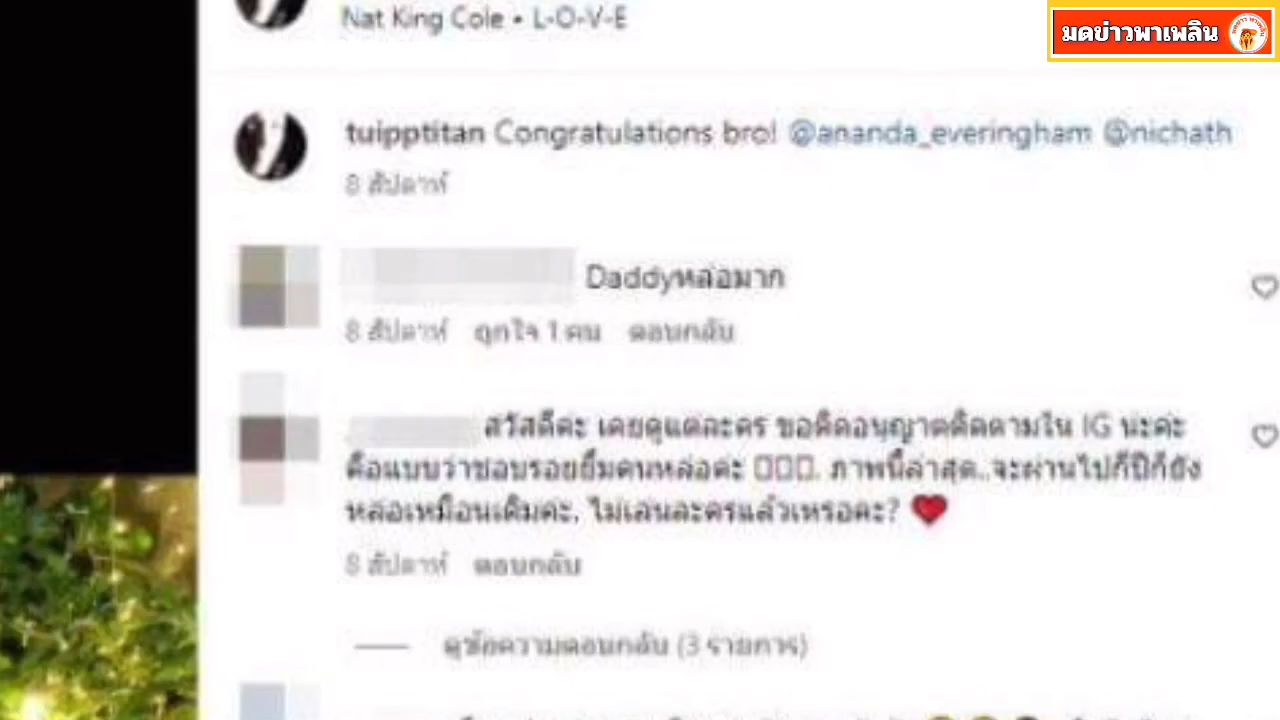 Nat King Cole • L-O-V-E
มดข่าวพาเพลิน
tuipptitan Congratulations bro! @ananda_everingham @nichath
8 สัปดาห์
Daddyหล่อมาก
8 สัปดาห์ ถูกใจ 1 คน ตอบกลับ
สวัสดีคะ เคยดูแต่ละคร ขออนุญาตติดตามใน IG นะคะ
คือแบบว่าชอบรอยยิ้มคนหล่อค่ะ ภาพนี้ล่าสุด..จะผ่านไปกี่ปีก็ยัง
หล่อเหมือนเดิมค่ะ, ไม่เล่นละครแล้วเหรอคะ? ❤️
8 สัปดาห์ ตอบกลับ
ดูข้อความตอบกลับ (3 รายการ)